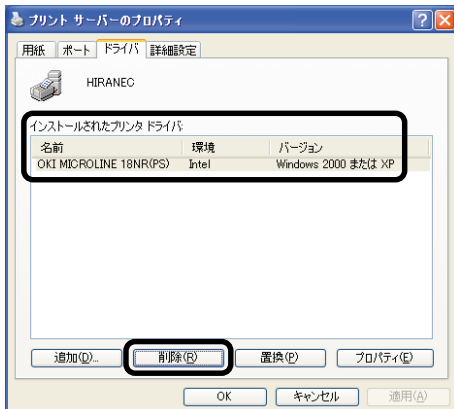 プリント サーバーのプロパティ
用紙 ポート ドライバ 詳細設定
HIRANEC
インストールされたプリンタ ドライバ:
名前 環境 バージョン
OKI MICROLINE 18NR(PS) Intel Windows 2000 または XP
追加(D)... 削除(R) 置換(P) プロパティ(E)
OK キャンセル 適用(A)